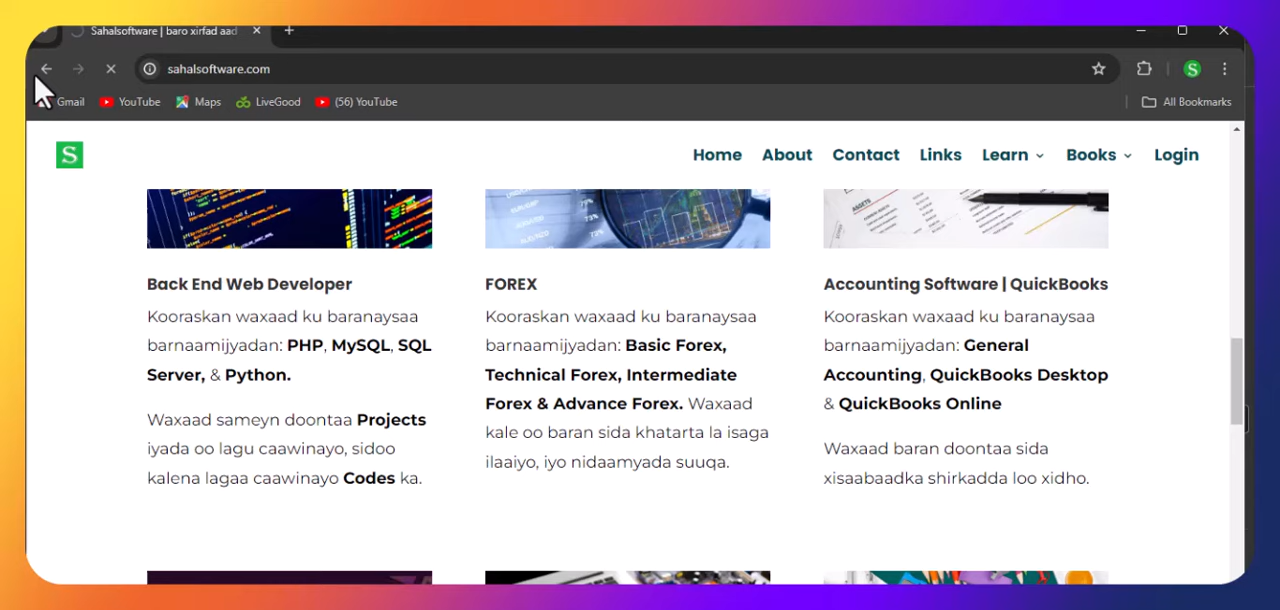 Sahalsoftware | baro xirfad aad
sahalsoftware.com
S
Gmail YouTube Maps LiveGood (56) YouTube All Bookmarks
S Home About Contact Links Learn Books Login
ASSETS
73%
73%
Back End Web Developer
Kooraskan waxaad ku baranaysaa
barnaamijyadan: PHP, MySQL, SQL
Server, & Python.
Waxaad sameyn doontaa Projects
iyada oo lagu caawinayo, sidoo
kalena lagaa caawinayo Codes ka.
FOREX
Kooraskan waxaad ku baranaysaa
barnaamijyadan: Basic Forex,
Technical Forex, Intermediate
Forex & Advance Forex. Waxaad
kale oo baran sida khatarta la isaga
ilaaiyo, iyo nidaamyada suuqa.
Accounting Software | QuickBooks
Kooraskan waxaad ku baranaysaa
barnaamijyadan: General
Accounting, QuickBooks Desktop
& QuickBooks Online
Waxaad baran doontaa sida
xisaabaadka shirkadda loo xidho.